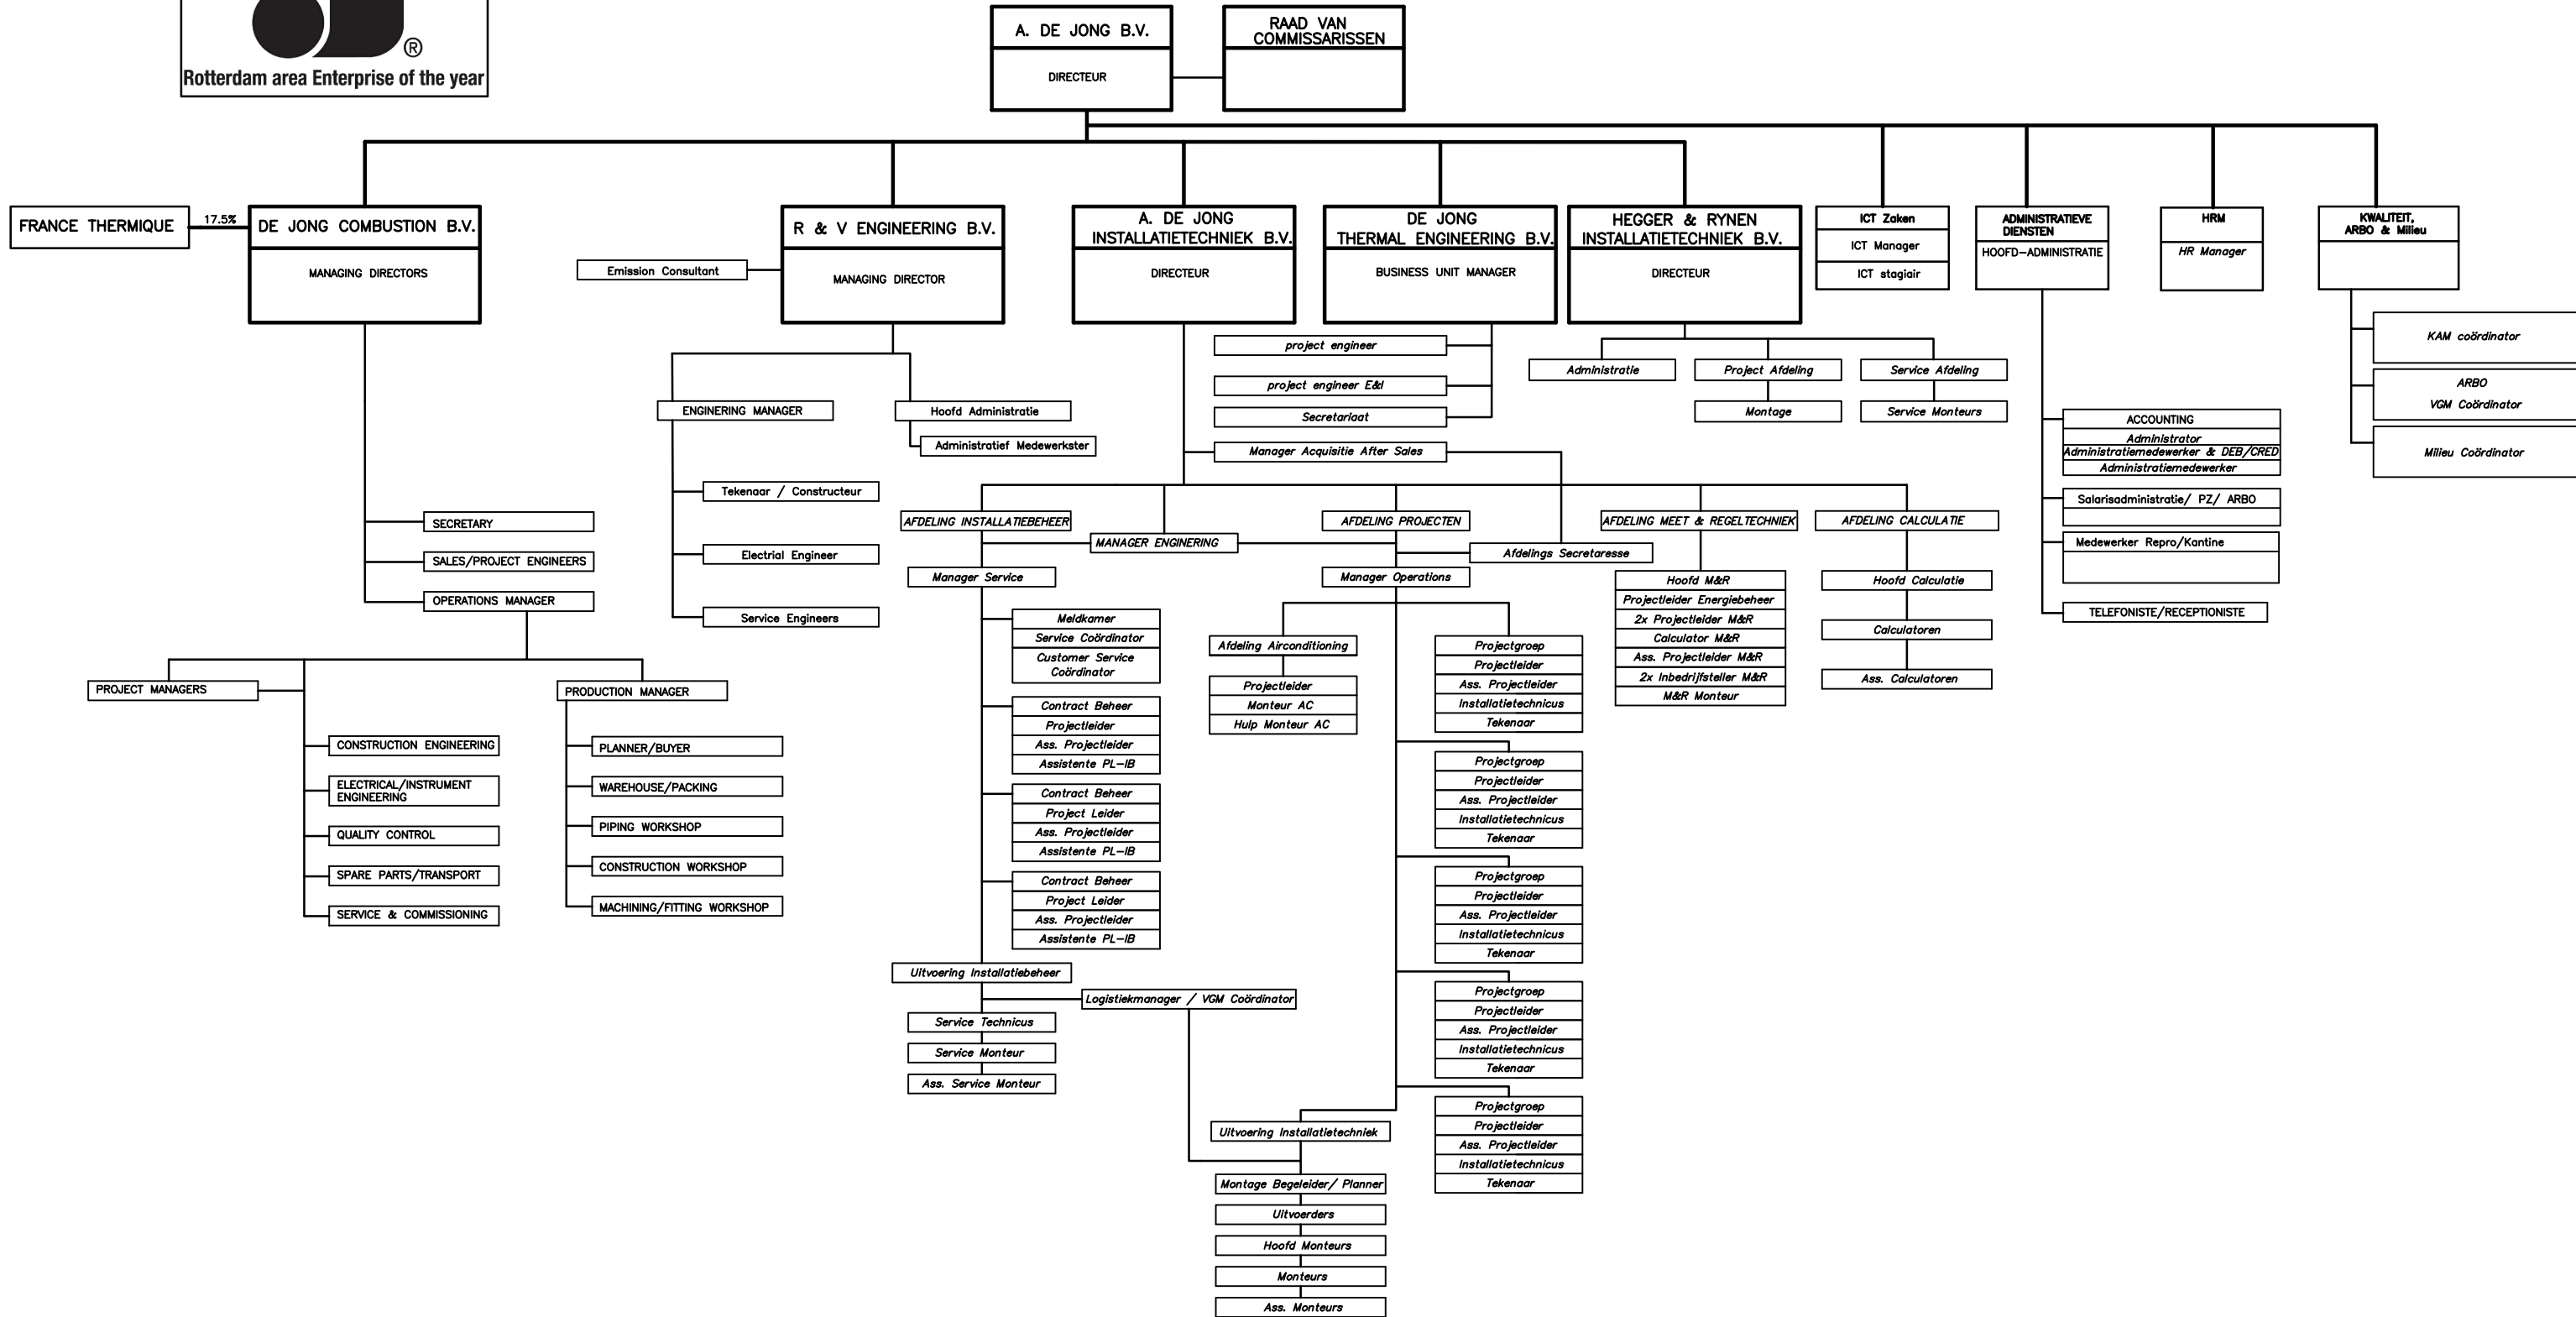 ®
Rotterdam area Enterprise of the year
A. DE JONG B.V.
DIRECTEUR
RAAD VAN
COMMISSARISSEN
FRANCE THERMIQUE
17.5%
DE JONG COMBUSTION B.V.
MANAGING DIRECTORS
R & V ENGINEERING B.V.
MANAGING DIRECTOR
Emission Consultant
A. DE JONG
INSTALLATIETECHNIEK B.V.
DIRECTEUR
DE JONG
THERMAL ENGINEERING B.V.
BUSINESS UNIT MANAGER
HEGGER & RYNEN
INSTALLATIETECHNIEK B.V.
DIRECTEUR
ICT Zaken
ICT Manager
ICT stagiair
ADMINISTRATIEVE
DIENSTEN
HOOFD-ADMINISTRATIE
HRM
HR Manager
KWALITEIT,
ARBO & Milieu
SECRETARY
SALES/PROJECT ENGINEERS
OPERATIONS MANAGER
PROJECT MANAGERS
CONSTRUCTION ENGINEERING
ELECTRICAL/INSTRUMENT
ENGINEERING
QUALITY CONTROL
SPARE PARTS/TRANSPORT
SERVICE & COMMISSIONING
PRODUCTION MANAGER
PLANNER/BUYER
WAREHOUSE/PACKING
PIPING WORKSHOP
CONSTRUCTION WORKSHOP
MACHINING/FITTING WORKSHOP
ENGINERING MANAGER
Tekenaar / Constructeur
Electrial Engineer
Service Engineers
Hoofd Administratie
Administratief Medewerkster
project engineer
project engineer E&I
Secretariaat
Manager Acquisitie After Sales
Administratie
Project Afdeling
Montage
Service Afdeling
Service Monteurs
AFDELING INSTALLATIEBEHEER
MANAGER ENGINERING
AFDELING PROJECTEN
Afdelings Secretaresse
AFDELING MEET & REGELTECHNIEK
AFDELING CALCULATIE
Manager Service
Meldkamer
Service Coördinator
Customer Service
Coördinator
Contract Beheer
Projectleider
Ass. Projectleider
Assistente PL-IB
Contract Beheer
Project Leider
Ass. Projectleider
Assistente PL-IB
Contract Beheer
Project Leider
Ass. Projectleider
Assistente PL-IB
Uitvoering Installatiebeheer
Logistiekmanager / VGM Coördinator
Service Technicus
Service Monteur
Ass. Service Monteur
Manager Operations
Afdeling Airconditioning
Projectleider
Monteur AC
Hulp Monteur AC
Projectgroep
Projectleider
Ass. Projectleider
Installatietechnicus
Tekenaar
Projectgroep
Projectleider
Ass. Projectleider
Installatietechnicus
Tekenaar
Projectgroep
Projectleider
Ass. Projectleider
Installatietechnicus
Tekenaar
Projectgroep
Projectleider
Ass. Projectleider
Installatietechnicus
Tekenaar
Projectgroep
Projectleider
Ass. Projectleider
Installatietechnicus
Tekenaar
Uitvoering Installatietechniek
Montage Begeleider/ Planner
Uitvoerders
Hoofd Monteurs
Monteurs
Ass. Monteurs
Hoofd M&R
Projectleider Energiebeheer
2x Projectleider M&R
Calculator M&R
Ass. Projectleider M&R
2x Inbedrijfsteller M&R
M&R Monteur
Hoofd Calculatie
Calculatoren
Ass. Calculatoren
ACCOUNTING
Administrator
Administratiemedewerker & DEB/CRED
Administratiemedewerker
Salarisadministratie/ PZ/ ARBO
Medewerker Repro/Kantine
TELEFONISTE/RECEPTIONISTE
KAM coördinator
ARBO
VGM Coördinator
Milieu Coördinator